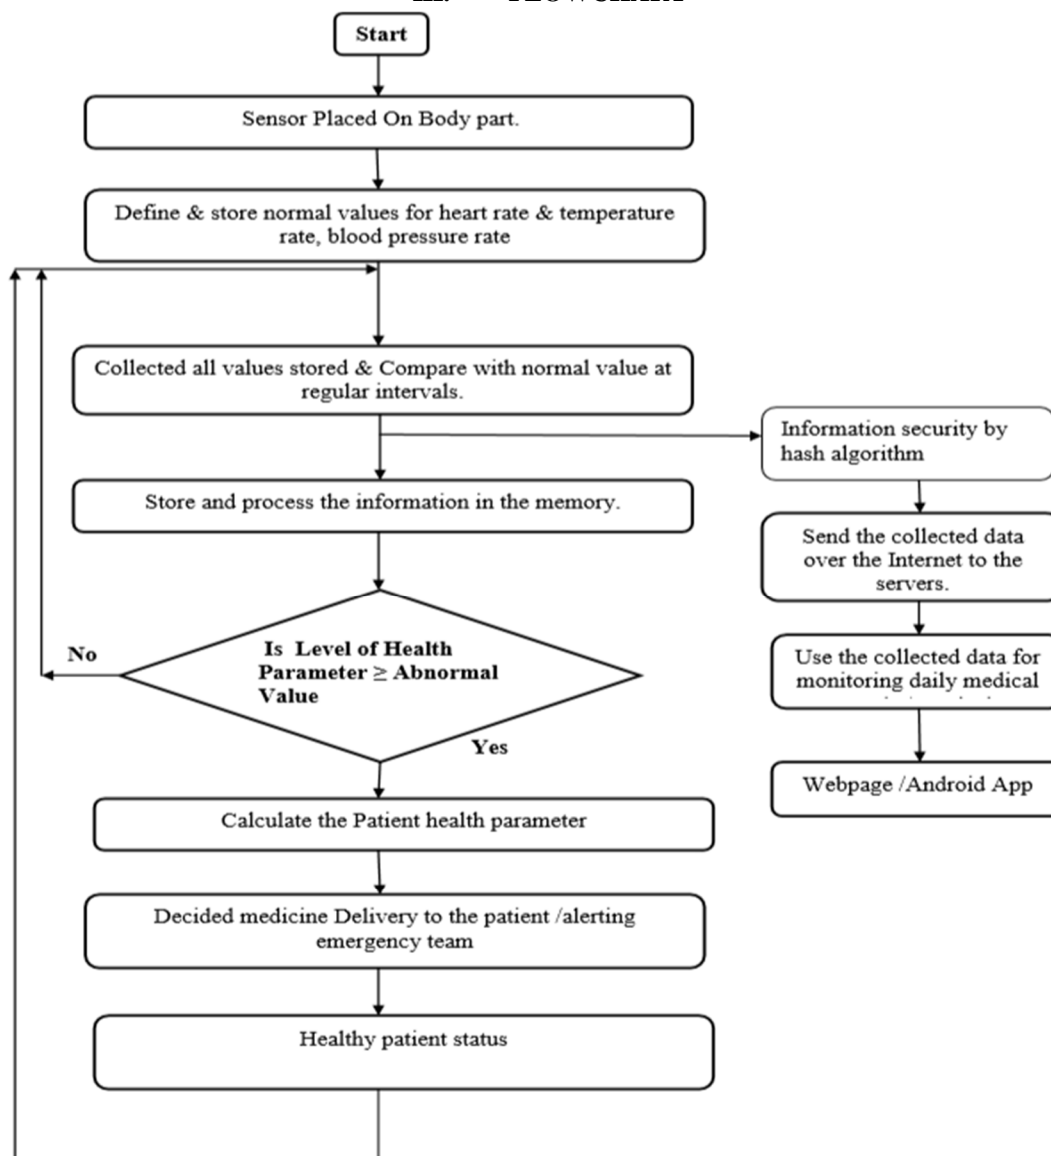 Start
Sensor Placed On Body part.
Define & store normal values for heart rate & temperature
rate, blood pressure rate
Collected all values stored & Compare with normal value at
regular intervals.
Information security by
hash algorithm
Store and process the information in the memory.
Send the collected data
over the Internet to the
servers.
Is Level of Health
Parameter ≥ Abnormal
Value
No
Yes
Use the collected data for
monitoring daily medical
Webpage /Android App
Calculate the Patient health parameter
Decided medicine Delivery to the patient /alerting
emergency team
Healthy patient status